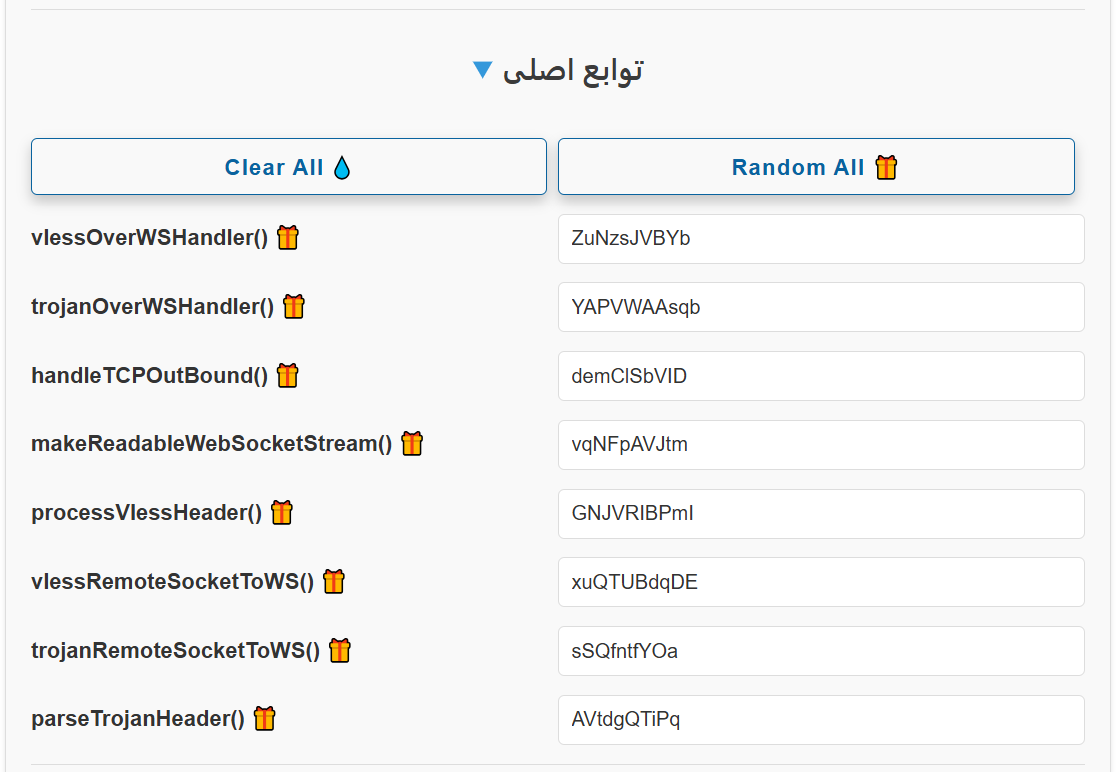 توابع اصلی
Clear All
Random All
vlessOverWSHandler() ZuNzsJVBYb
trojanOverWSHandler() YAPVWAAsqb
handleTCPOutBound() demClSbVID
makeReadableWebSocketStream() vqNFpAVJtm
processVlessHeader() GNJVRIBPmI
vlessRemoteSocketToWS() xuQTUBdqDE
trojanRemoteSocketToWS() sSQfntfYOa
parseTrojanHeader() AVtdgQTiPq